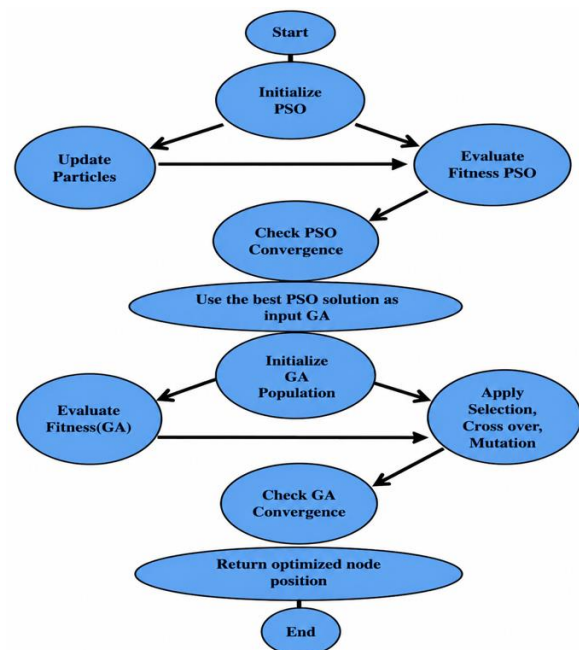 Start
Initialize
PSO
Update
Particles
Evaluate
Fitness PSO
Check PSO
Convergence
Use the best PSO solution as
input GA
Initialize
GA
Population
Evaluate
Fitness(GA)
Apply
Selection,
Cross over,
Mutation
Check GA
Convergence
Return optimized node
position
End